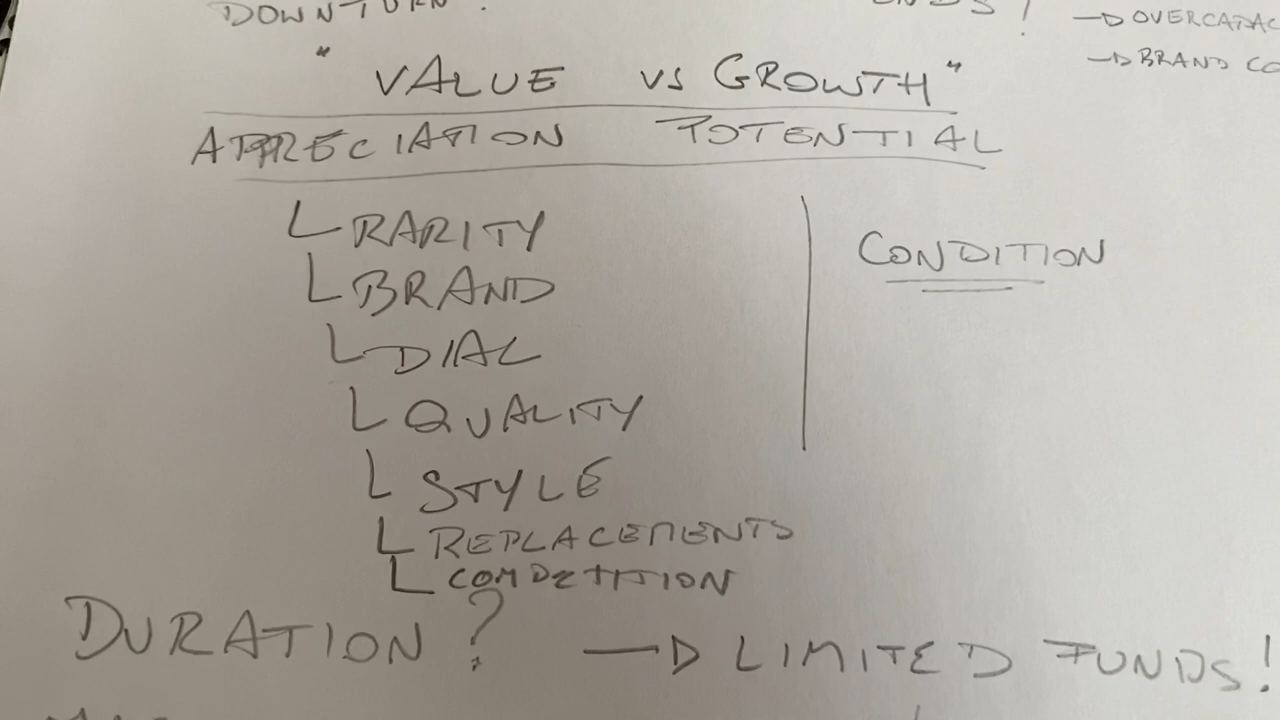 DOWNTURN !
! → OVERCAPAC
"VALUE VS GROWTH"
→ BRAND CO
APPRECIATION POTENTIAL
L RARITY
CONDITION
L BRAND
L DIAL
L QUALITY
L STYLE
L REPLACEMENTS
L COMPETITION
DURATION? → LIMITED FUNDS!